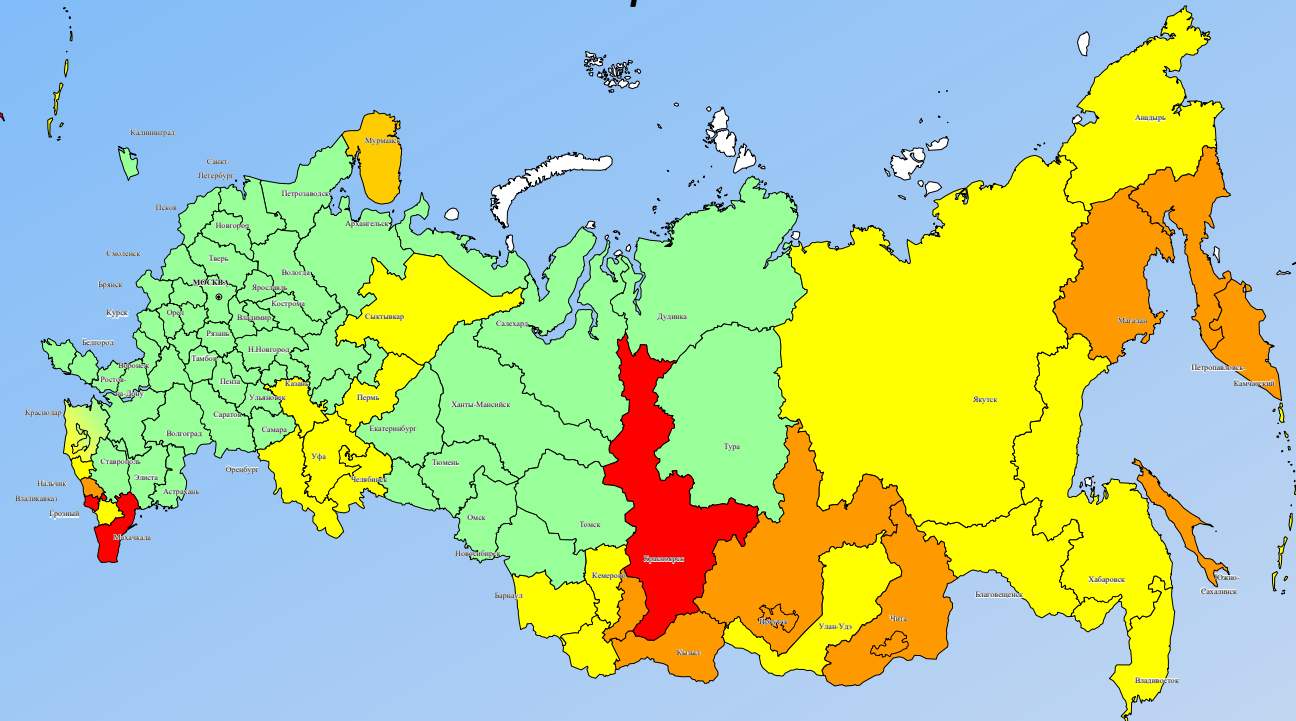 Калининград
Санкт-
Петербург
Мурманск
Псков
Петрозаводск
Новгород
Архангельск
Анадырь
Смоленск
Тверь
Вологда
Брянск
МОСКВА
Ярославль
Кострома
Курск
Орел
Владимир
Сыктывкар
Салехард
Дудинка
Магадан
Белгород
Рязань
Н.Новгород
Воронеж
Тамбов
Ростов-
на-Дону
Пенза
Казань
Ульяновск
Пермь
Петропавловск-
Камчатский
Краснодар
Саратов
Ханты-Мансийск
Якутск
Волгоград
Самара
Екатеринбург
Тура
Ставрополь
Оренбург
Уфа
Тюмень
Элиста
Челябинск
Нальчик
Астрахань
Владикавказ
Грозный
Махачкала
Омск
Томск
Новосибирск
Красноярск
Кемерово
Барнаул
Благовещенск
Хабаровск
Южно-
Сахалинск
Улан-Удэ
Чита
Кызыл
Владивосток